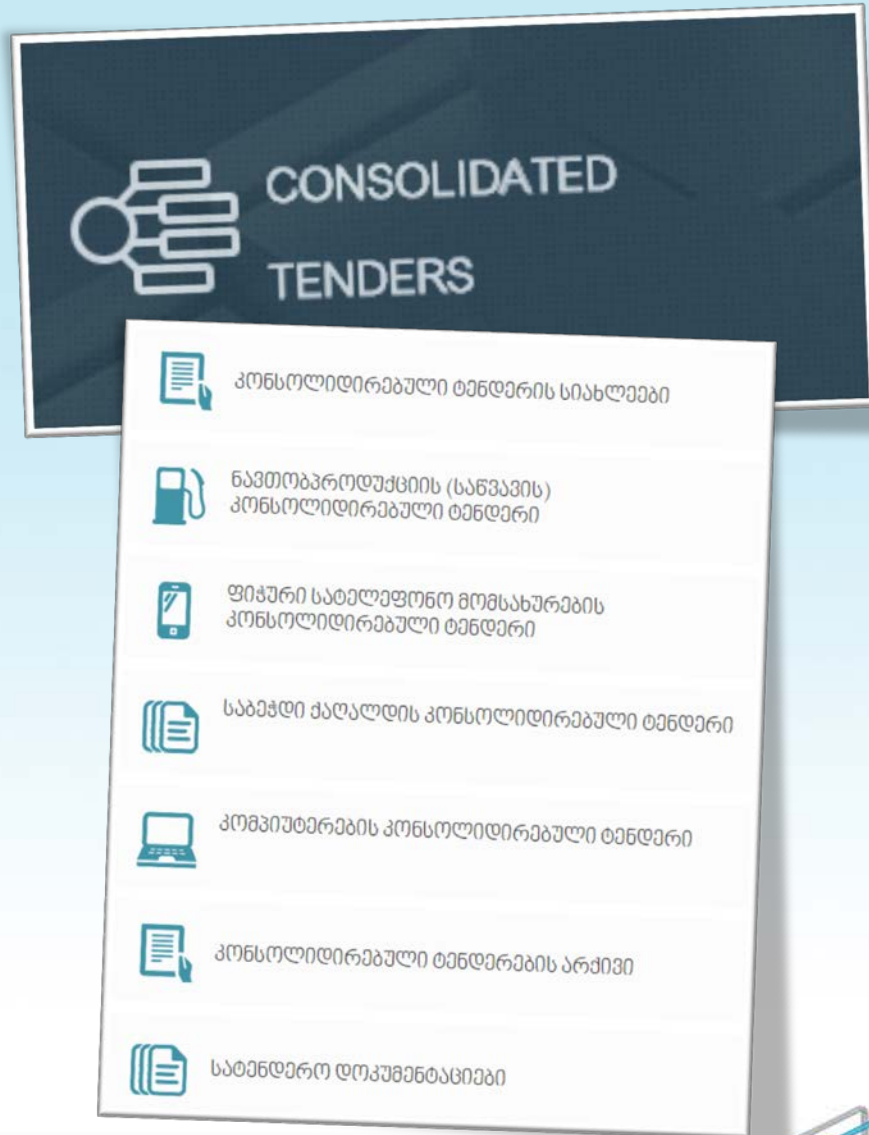 CONSOLIDATED
TENDERS
კონსოლიდირებული ტენდერის სიახლეები
ნავთობპროდუქციის (საწვავის)
კონსოლიდირებული ტენდერი
ფიჭური სატელეფონო მომსახურების
კონსოლიდირებული ტენდერი
საბეჭდი ქაღალდის კონსოლიდირებული ტენდერი
კომპიუტერების კონსოლიდირებული ტენდერი
კონსოლიდირებული ტენდერების არქივი
სატენდერო დოკუმენტაციები